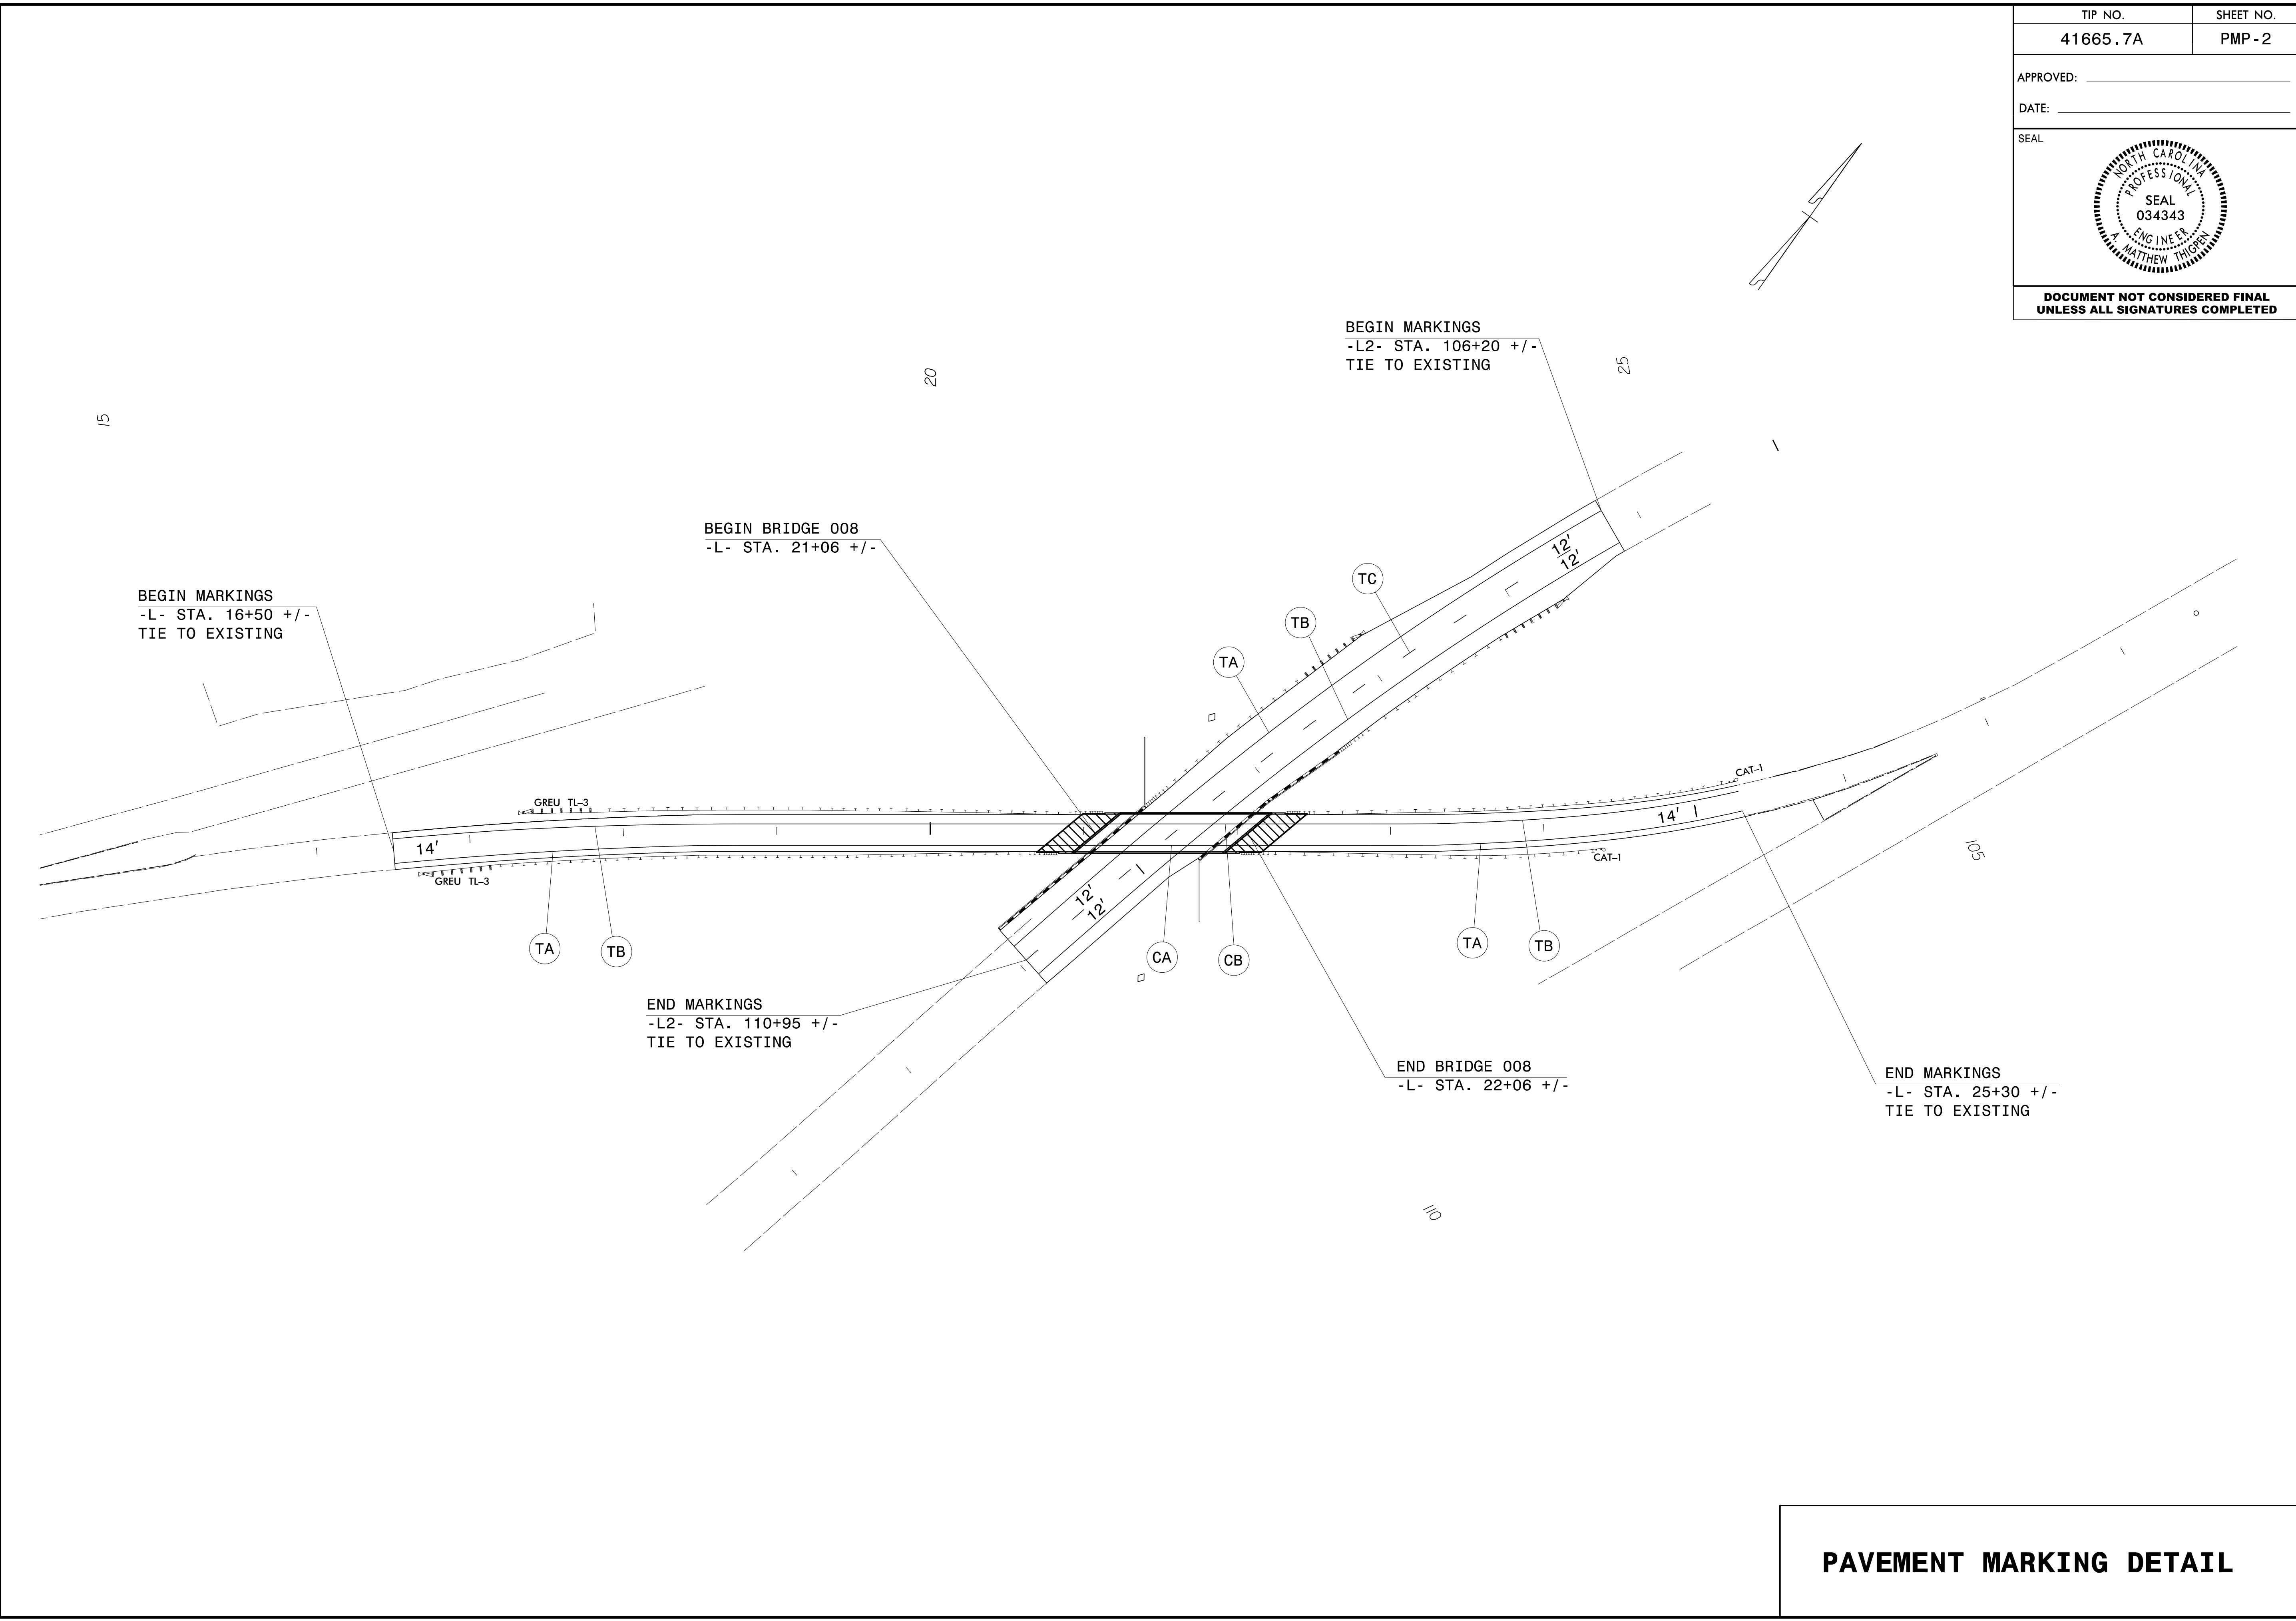 TIP NO.
SHEET NO.
41665.7A
PMP-2
APPROVED:
DATE:
SEAL
NORTH CAROLINA
PROFESSIONAL
SEAL
034343
ENGINEER
A. MATTHEW THIGPEN
DOCUMENT NOT CONSIDERED FINAL
UNLESS ALL SIGNATURES COMPLETED
BEGIN MARKINGS
-L2- STA. 106+20 +/-
TIE TO EXISTING
15
20
25
BEGIN BRIDGE 008
-L- STA. 21+06 +/-
12'
12'
TC
BEGIN MARKINGS
-L- STA. 16+50 +/-
TIE TO EXISTING
TB
TA
CAT-1
GREU TL-3
14'
14'
CAT-1
105
GREU TL-3
12'
12'
TA
TB
CA
CB
TA
TB
END MARKINGS
-L2- STA. 110+95 +/-
TIE TO EXISTING
END BRIDGE 008
-L- STA. 22+06 +/-
END MARKINGS
-L- STA. 25+30 +/-
TIE TO EXISTING
110
PAVEMENT MARKING DETAIL